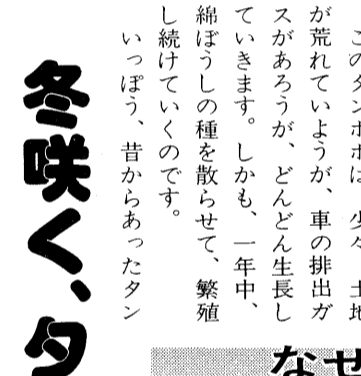 このタンポポは、少々、土地
が荒れていようが、車の排出ガ
スがあろうが、どんどん生長し
ていきます。しかも、一年中、
綿ぼうしの種を散らせて、繁殖
し続けていくのです。
いっぽう、昔からあったタン
冬咲く、タ
なぜ